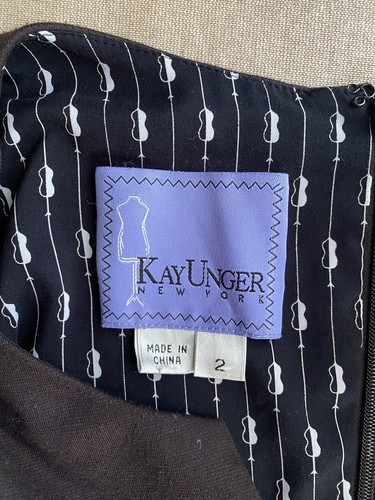 KAY UNGER
NEW YORK
MADE IN
CHINA
2